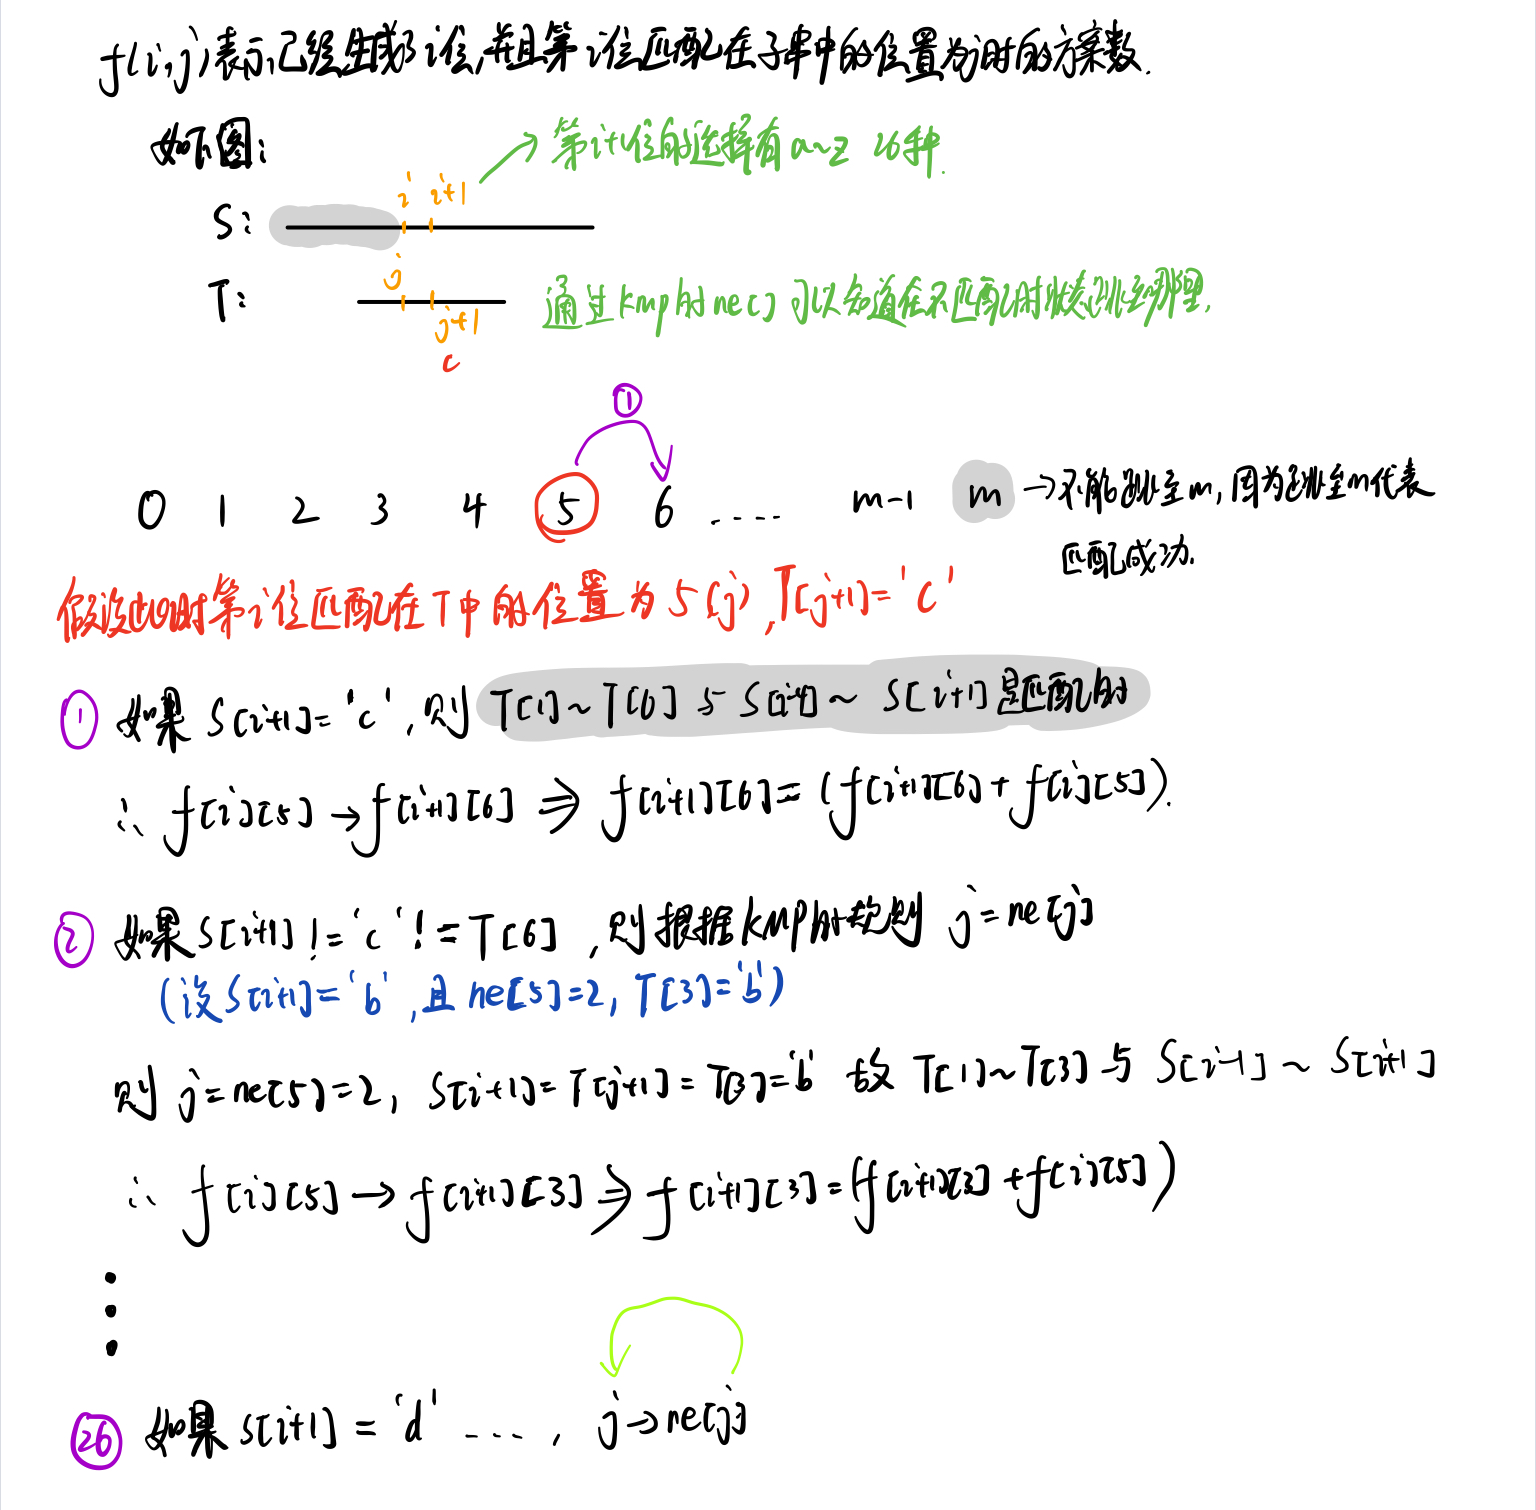 f(i,j)表示已经生成了i位,并且第i位匹配在子串中的位置为j时的方案数.
如下图:
→ 第i+1位的选择有a~z 26种.
i i+1
S:
j
T:
j+1
c
通过kmp的ne[]可以知道在不匹配时状态跳至哪里.
①
0 1 2 3 4 5 6 ..... m-1 m →不能跳至m,因为跳至m代表
匹配成功.
假设此时第i位匹配在T中的位置为5(j),T[j+1]='c'
① 如果 S[i+1]='c',则 T[1]~T[6] 与 S[i-4]~S[i+1]是匹配的
∴ f[i][5]→f[i+1][6] ⇒ f[i+1][6]=(f[i+1][6]+f[i][5]).
② 如果S[i+1]!='c'!=T[6],则根据kmp的规则 j=ne[j]
(设S[i+1]='b',且ne[5]=2,T[3]='b')
则 j=ne[5]=2, S[i+1]=T[j+1]=T[3]='b' 故 T[1]~T[3]与 S[i-1]~S[i+1]
∴ f[i][5]→f[i+1][3]⇒f[i+1][3]=(f[i+1][3]+f[i][5])
⋮
㉖ 如果 S[i+1]='d' ...., j→ne[j]